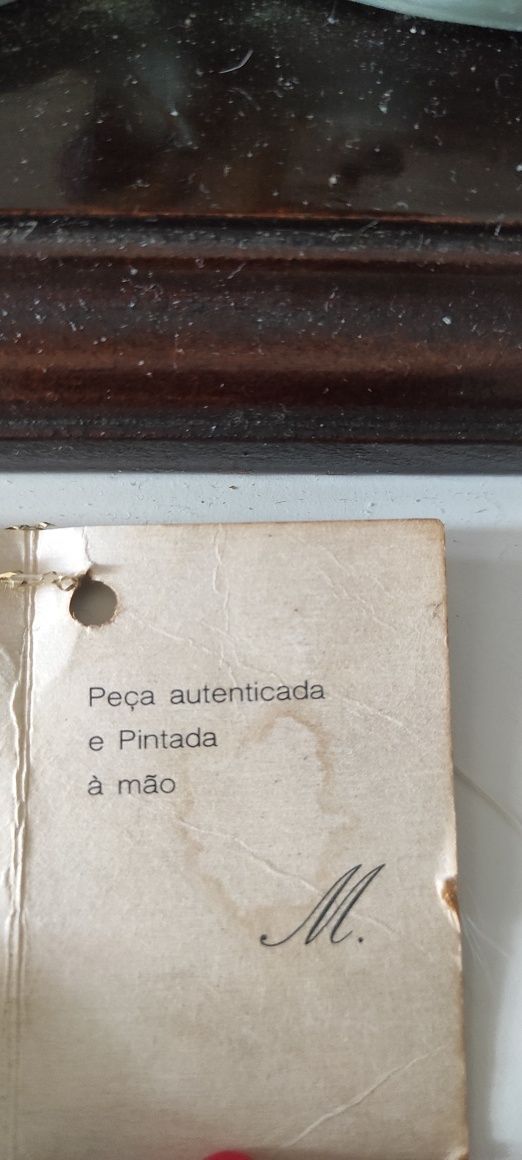 Peça autenticada
e Pintada
à mão
M.